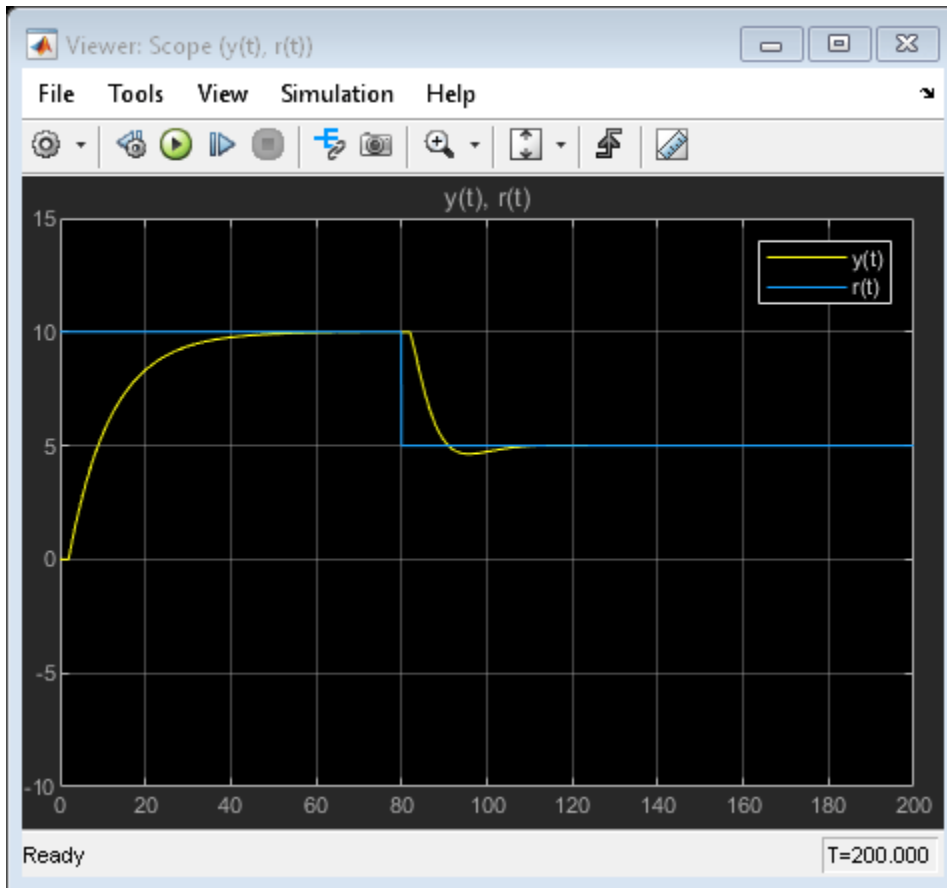 Viewer: Scope (y(t), r(t))
File Tools View Simulation Help
y(t), r(t)
15
10
5
0
-5
-10
y(t)
r(t)
0 20 40 60 80 100 120 140 160 180 200
Ready T=200.000